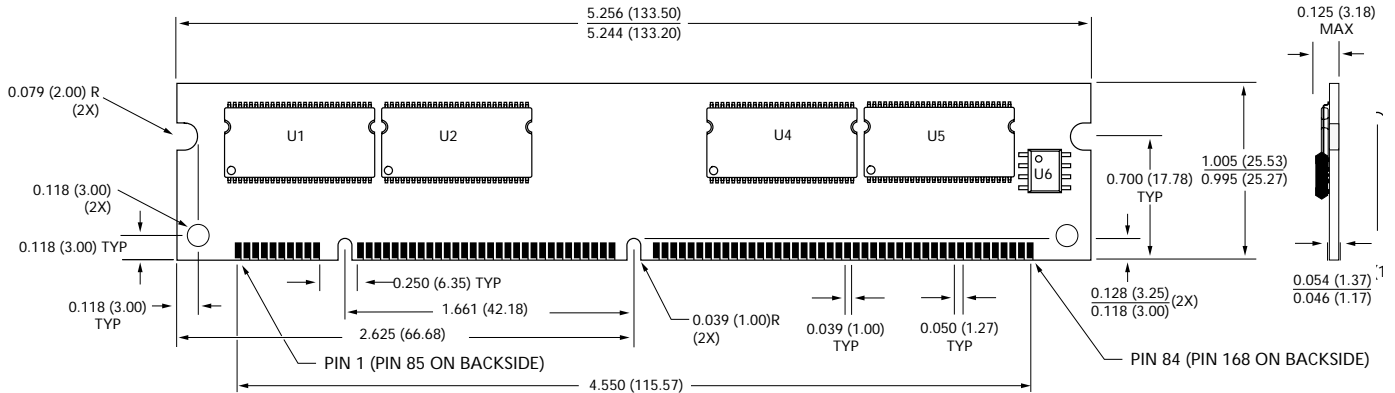 5.256 (133.50)
5.244 (133.20)
0.125 (3.18)
MAX
0.079 (2.00) R
(2X)
U1
U2
U4
U5
U6
1.005 (25.53)
0.995 (25.27)
0.700 (17.78)
TYP
0.118 (3.00)
(2X)
0.118 (3.00) TYP
0.118 (3.00)
TYP
0.250 (6.35) TYP
1.661 (42.18)
2.625 (66.68)
0.039 (1.00)R
(2X)
0.039 (1.00)
TYP
0.050 (1.27)
TYP
0.128 (3.25)
0.118 (3.00)
(2X)
0.054 (1.37)
0.046 (1.17)
PIN 1 (PIN 85 ON BACKSIDE)
PIN 84 (PIN 168 ON BACKSIDE)
4.550 (115.57)